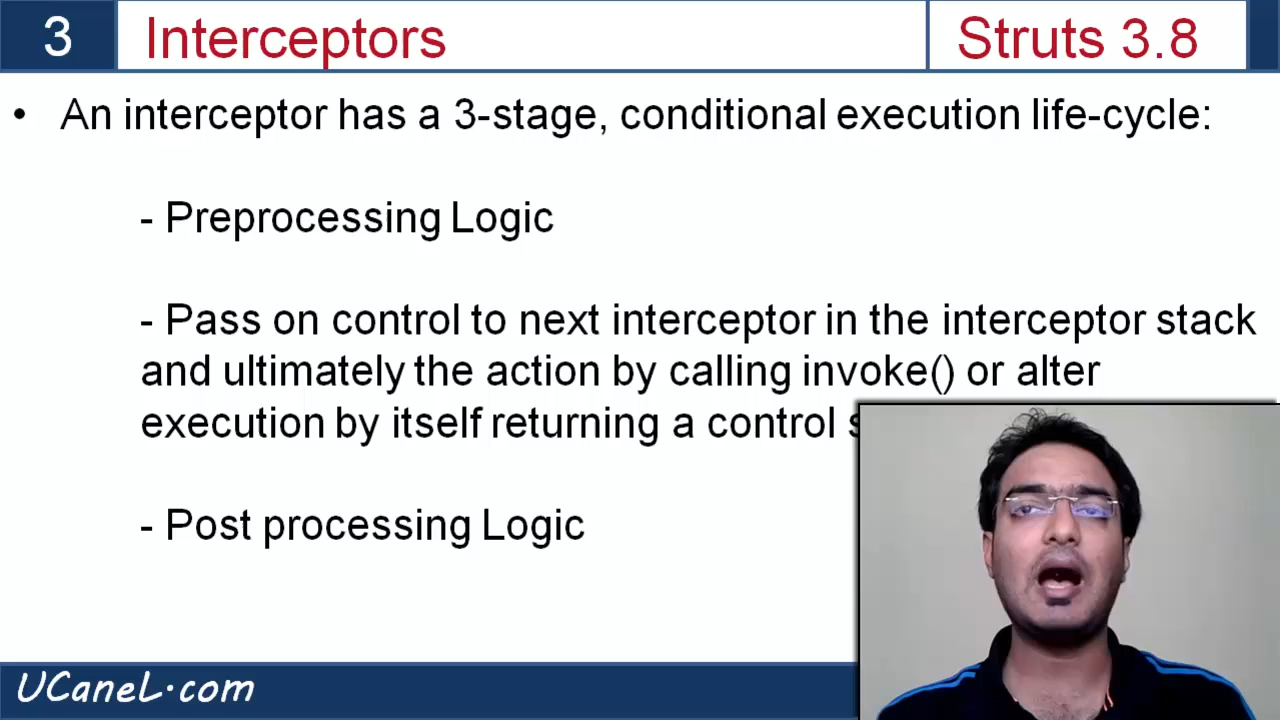 3
Interceptors
Struts 3.8
• An interceptor has a 3-stage, conditional execution life-cycle:
- Preprocessing Logic
- Pass on control to next interceptor in the interceptor stack
and ultimately the action by calling invoke() or alter
execution by itself returning a control
- Post processing Logic
UCaneL.com